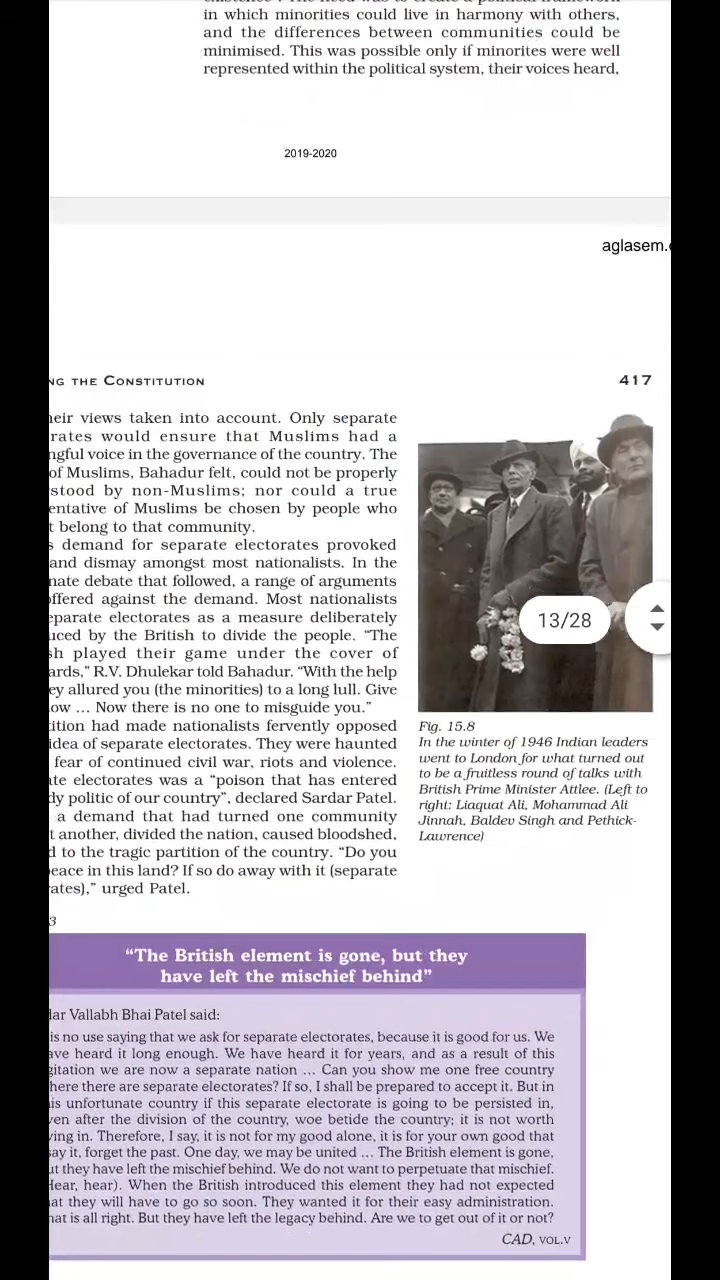 in which minorities could live in harmony with others,
and the differences between communities could be
minimised. This was possible only if minorites were well
represented within the political system, their voices heard,
2019-2020
aglasem.
NG THE CONSTITUTION
417
heir views taken into account. Only separate
rates would ensure that Muslims had a
ngful voice in the governance of the country. The
of Muslims, Bahadur felt, could not be properly
stood by non-Muslims; nor could a true
entative of Muslims be chosen by people who
t belong to that community.
s demand for separate electorates provoked
and dismay amongst most nationalists. In the
nate debate that followed, a range of arguments
offered against the demand. Most nationalists
eparate electorates as a measure deliberately
uced by the British to divide the people. “The
sh played their game under the cover of
ards,” R.V. Dhulekar told Bahadur. “With the help
ey allured you (the minorities) to a long lull. Give
ow … Now there is no one to misguide you.”
tition had made nationalists fervently opposed
idea of separate electorates. They were haunted
fear of continued civil war, riots and violence.
te electorates was a “poison that has entered
dy politic of our country”, declared Sardar Patel.
a demand that had turned one community
t another, divided the nation, caused bloodshed,
d to the tragic partition of the country. “Do you
peace in this land? If so do away with it (separate
rates),” urged Patel.
13/28
Fig. 15.8
In the winter of 1946 Indian leaders
went to London for what turned out
to be a fruitless round of talks with
British Prime Minister Attlee. (Left to
right: Liaquat Ali, Mohammad Ali
Jinnah, Baldev Singh and Pethick-
Lawrence)
3
“The British element is gone, but they
have left the mischief behind”
dar Vallabh Bhai Patel said:
is no use saying that we ask for separate electorates, because it is good for us. We
ave heard it long enough. We have heard it for years, and as a result of this
gitation we are now a separate nation … Can you show me one free country
here there are separate electorates? If so, I shall be prepared to accept it. But in
is unfortunate country if this separate electorate is going to be persisted in,
ven after the division of the country, woe betide the country; it is not worth
ving in. Therefore, I say, it is not for my good alone, it is for your own good that
say it, forget the past. One day, we may be united … The British element is gone,
ut they have left the mischief behind. We do not want to perpetuate that mischief.
Hear, hear). When the British introduced this element they had not expected
at they will have to go so soon. They wanted it for their easy administration.
hat is all right. But they have left the legacy behind. Are we to get out of it or not?
CAD, VOL.V